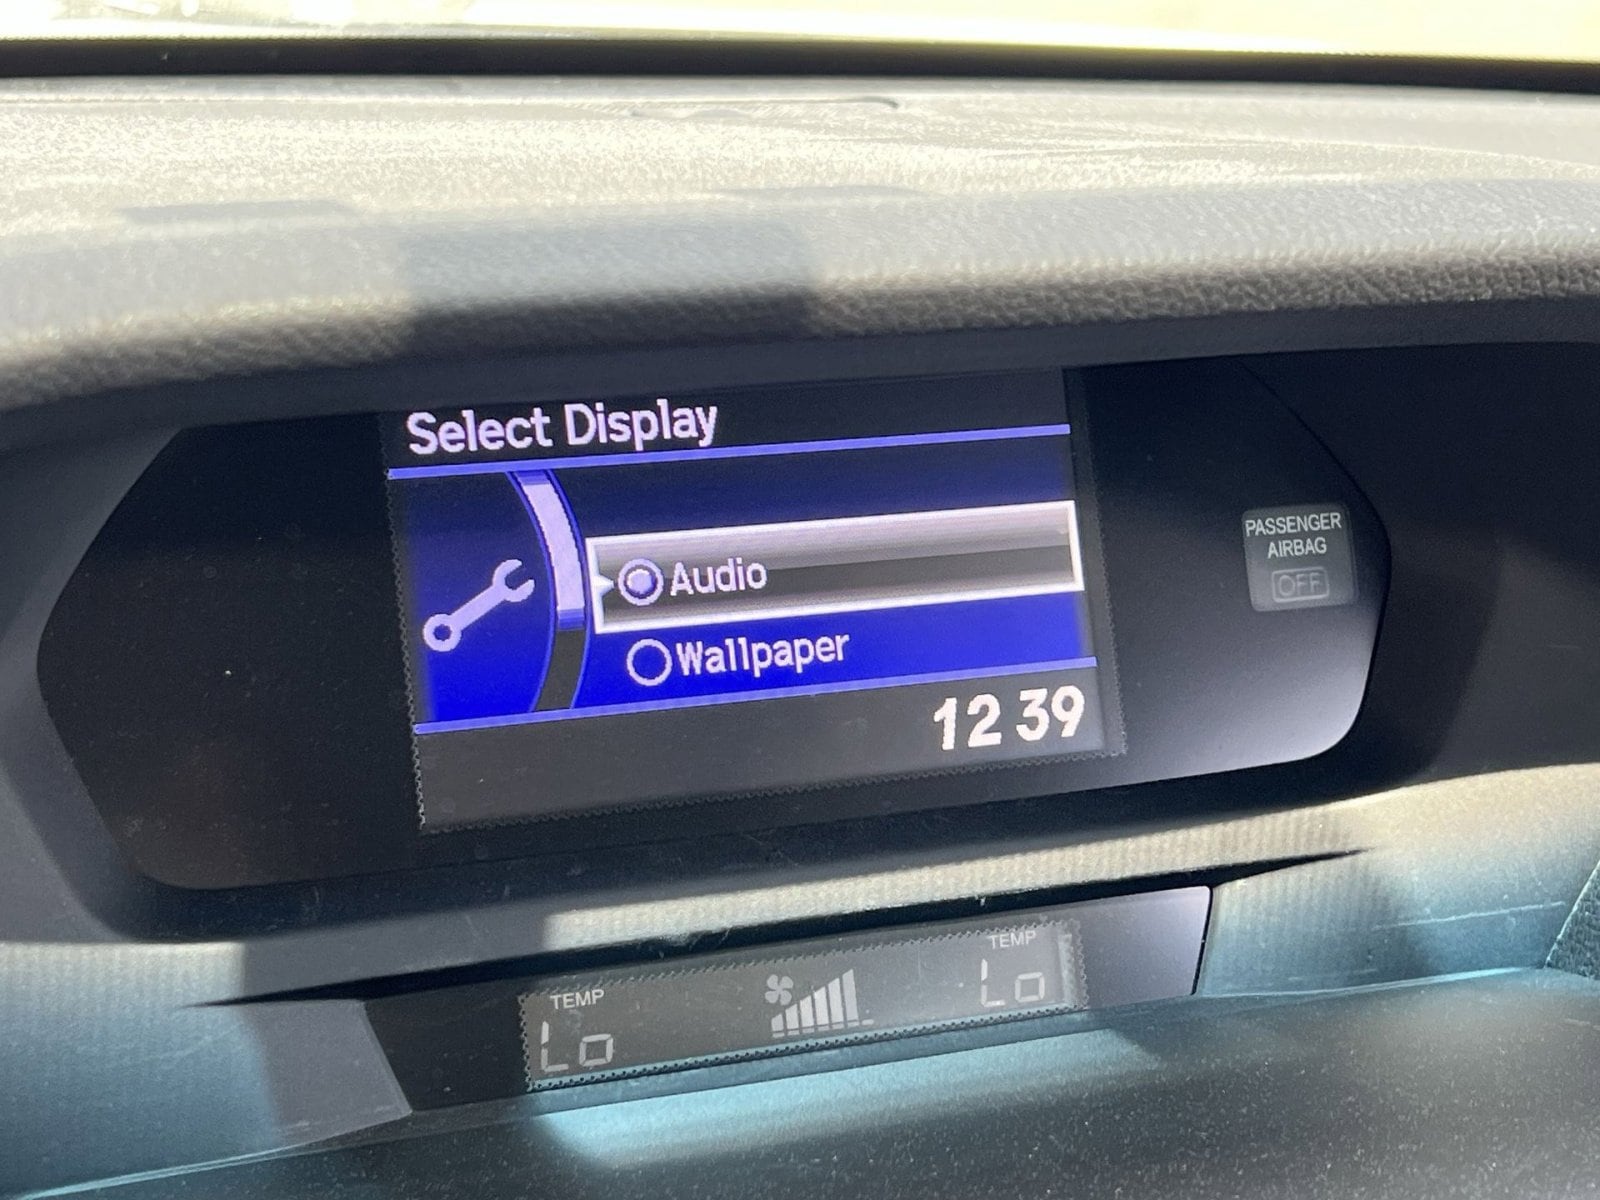 Select Display
Audio
Wallpaper
12 39
PASSENGER
AIRBAG
OFF
TEMP
Lo
TEMP
Lo